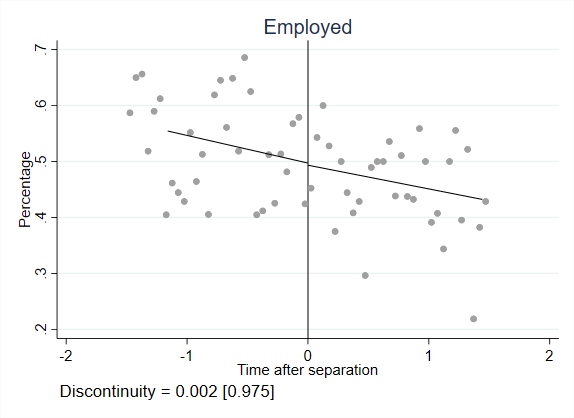 Employed
Percentage
.7
.6
.5
.4
.3
.2
-2 -1 0 1 2
Time after separation
Discontinuity = 0.002 [0.975]